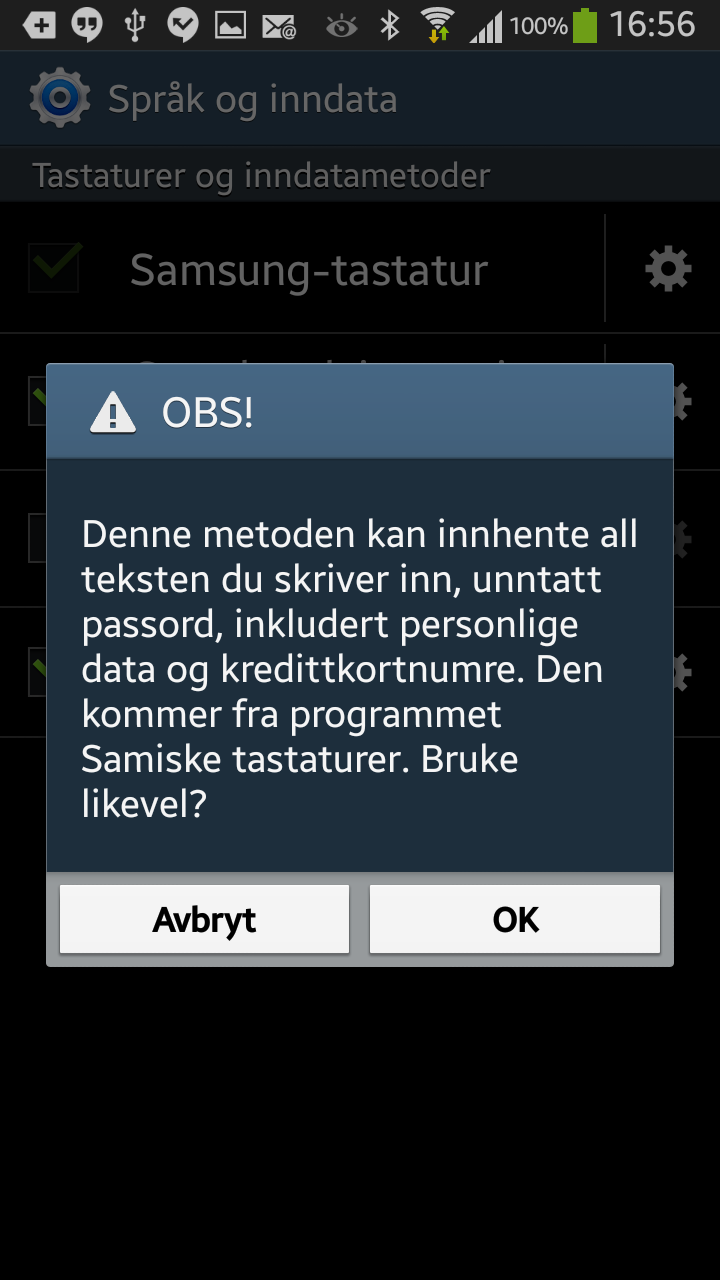 100% 16:56
Språk og inndata
Tastaturer og inndatametoder
Samsung-tastatur
OBS!
Denne metoden kan innhente all
teksten du skriver inn, unntatt
passord, inkludert personlige
data og kredittkortnumre. Den
kommer fra programmet
Samiske tastaturer. Bruke
likevel?
Avbryt
OK